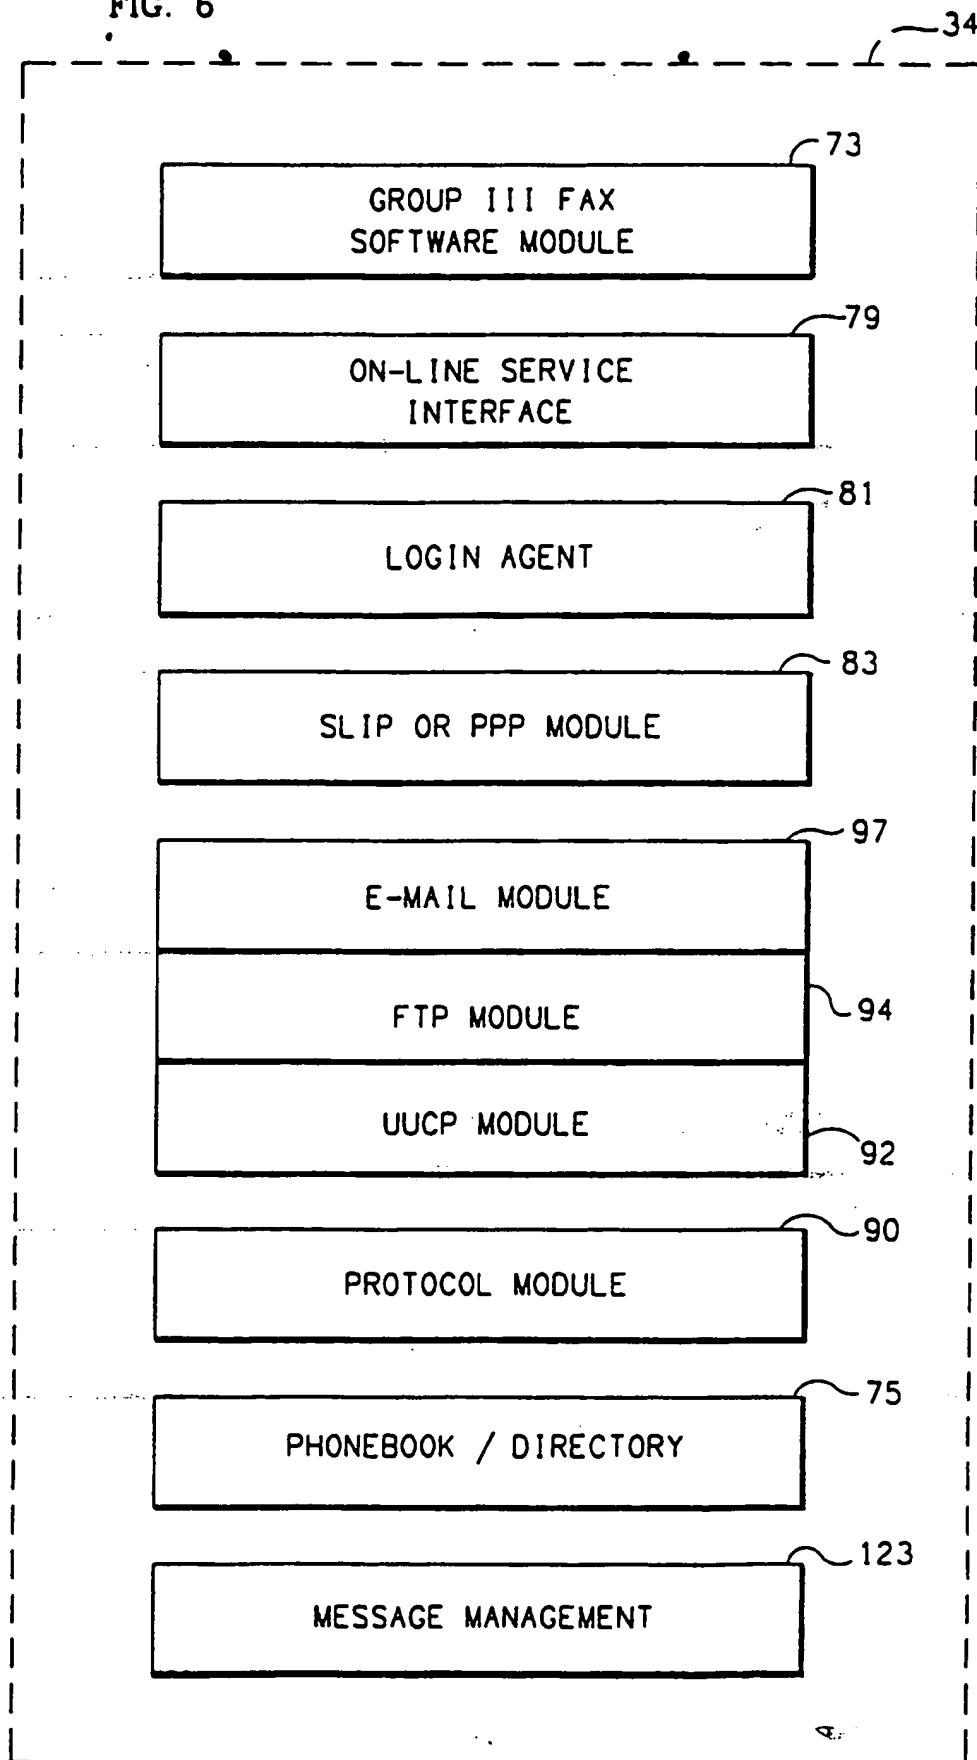 FIG. 6
34
73
GROUP III FAX
SOFTWARE MODULE
79
ON-LINE SERVICE
INTERFACE
81
LOGIN AGENT
83
SLIP OR PPP MODULE
97
E-MAIL MODULE
FTP MODULE
94
UUCP MODULE
92
90
PROTOCOL MODULE
75
PHONEBOOK / DIRECTORY
123
MESSAGE MANAGEMENT